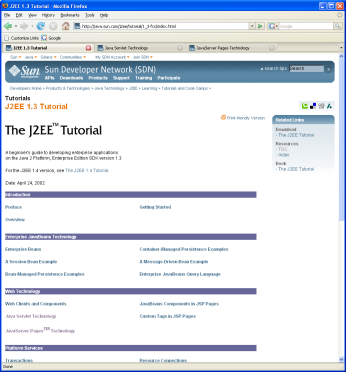 J2EE 1.3 Tutorial - Mozilla Firefox
File Edit View History Bookmarks Tools Help
http://java.sun.com/j2ee/tutorial/1_3-fcs/index.html
Google
Customize Links Google
J2EE 1.3 Tutorial Java Servlet Technology JavaServer Pages Technology
Sun Java Solaris Communities My SDN Account Join SDN
Sun Sun Developer Network (SDN)
search tips Search
APIs Downloads Products Support Training Participate
Developers Home > Products & Technologies > Java Technology > J2EE > Learning > Tutorials and Code Camps >
Tutorials
J2EE 1.3 Tutorial
Print-friendly Version
Related Links
Download
- The J2EE Tutorial
Resources
- TOC
- Index
Book
- The J2EE Tutorial
The J2EE™ Tutorial
A beginner's guide to developing enterprise applications
on the Java 2 Platform, Enterprise Edition SDK version 1.3
For the J2EE 1.4 version, see The J2EE 1.4 Tutorial
Date: April 24, 2002
Introduction
Preface Getting Started
Overview
Enterprise JavaBeans Technology
Enterprise Beans Container-Managed Persistence Examples
A Session Bean Example A Message-Driven Bean Example
Bean-Managed Persistence Examples Enterprise JavaBeans Query Language
Web Technology
Web Clients and Components JavaBeans Components in JSP Pages
Java Servlet Technology Custom Tags in JSP Pages
JavaServer Pages™ Technology
Platform Services
Transactions Resource Connections
Done